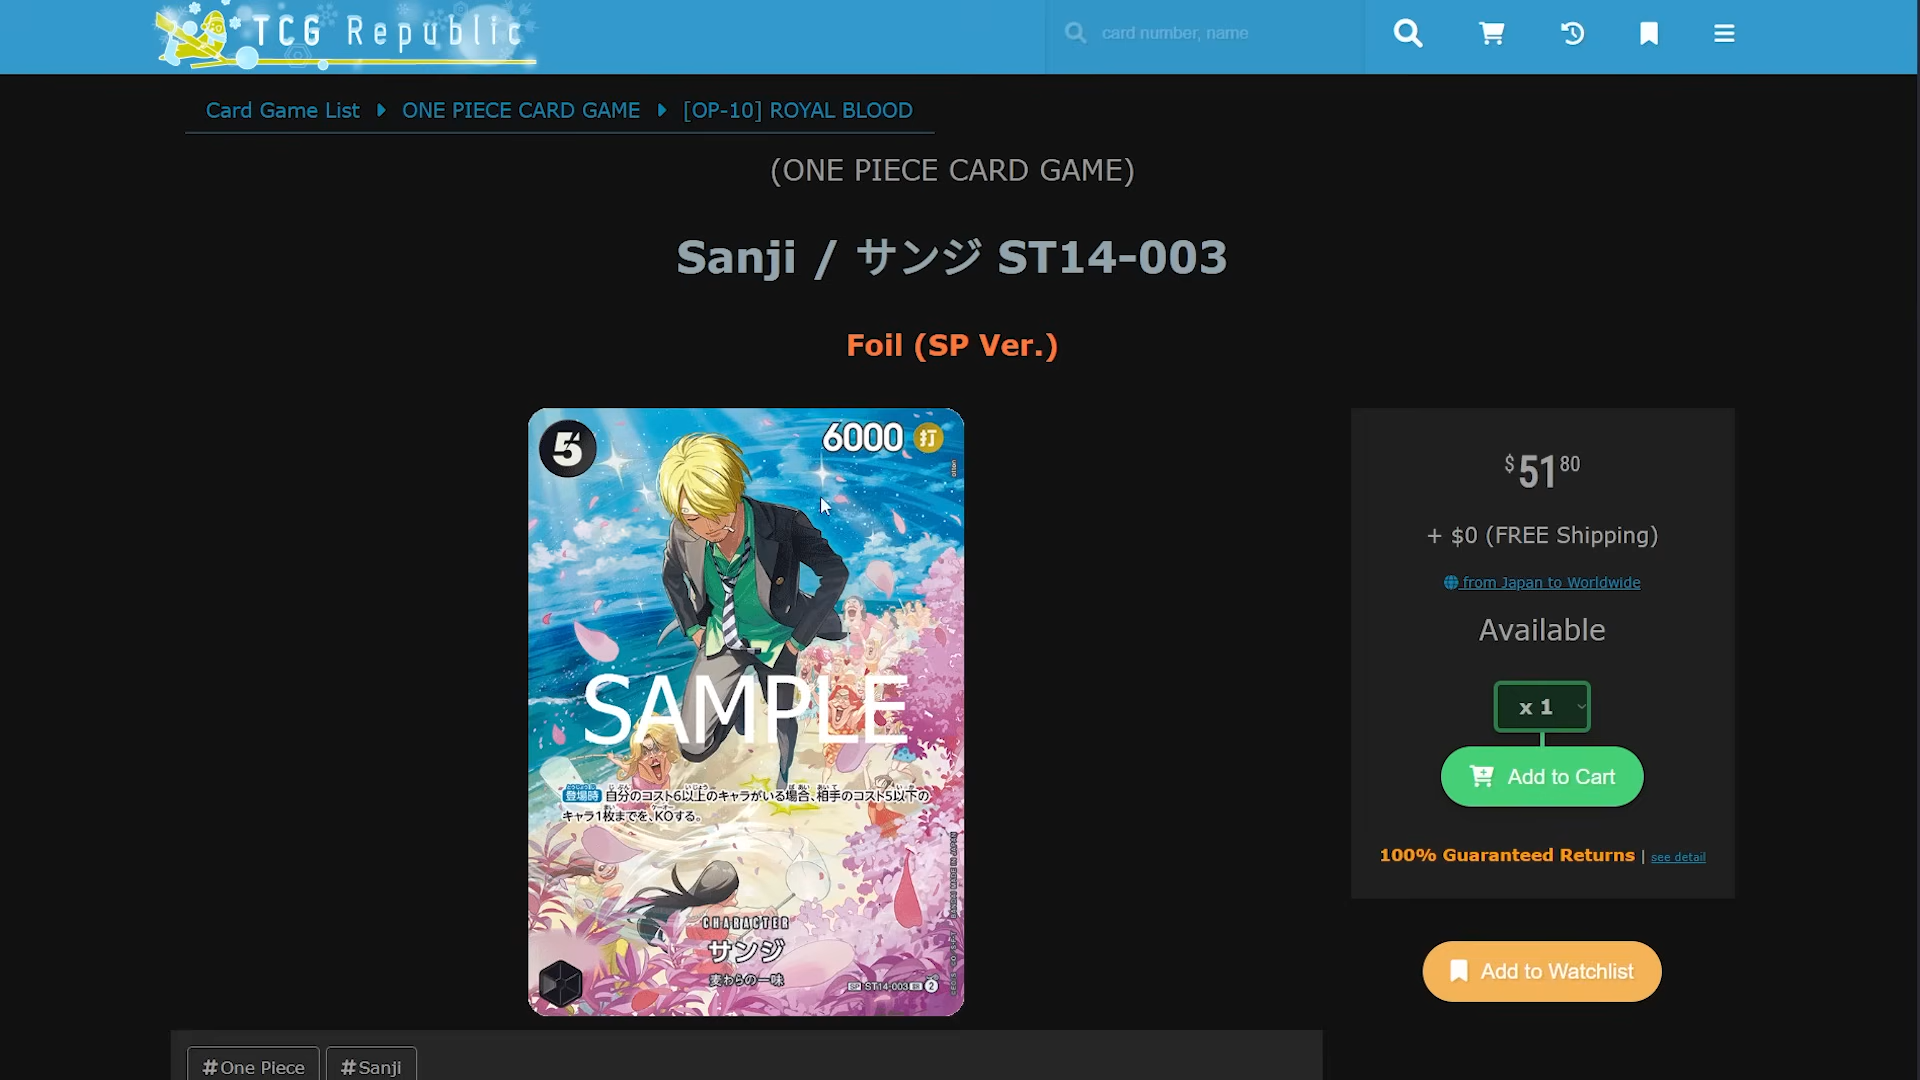 TCG Republic
card number, name
Card Game List ONE PIECE CARD GAME [OP-10] ROYAL BLOOD
(ONE PIECE CARD GAME)
Sanji / サンジ ST14-003
Foil (SP Ver.)
5
6000 打
SAMPLE
登場時 自分のコスト6以上のキャラがいる場合、相手のコスト5以下の
キャラ1枚までを、KOする。
CHARACTER
サンジ
麦わらの一味
SP ST14-003 SR 2
$51 80
+ $0 (FREE Shipping)
from Japan to Worldwide
Available
x 1
Add to Cart
100% Guaranteed Returns | see detail
Add to Watchlist
#One Piece #Sanji